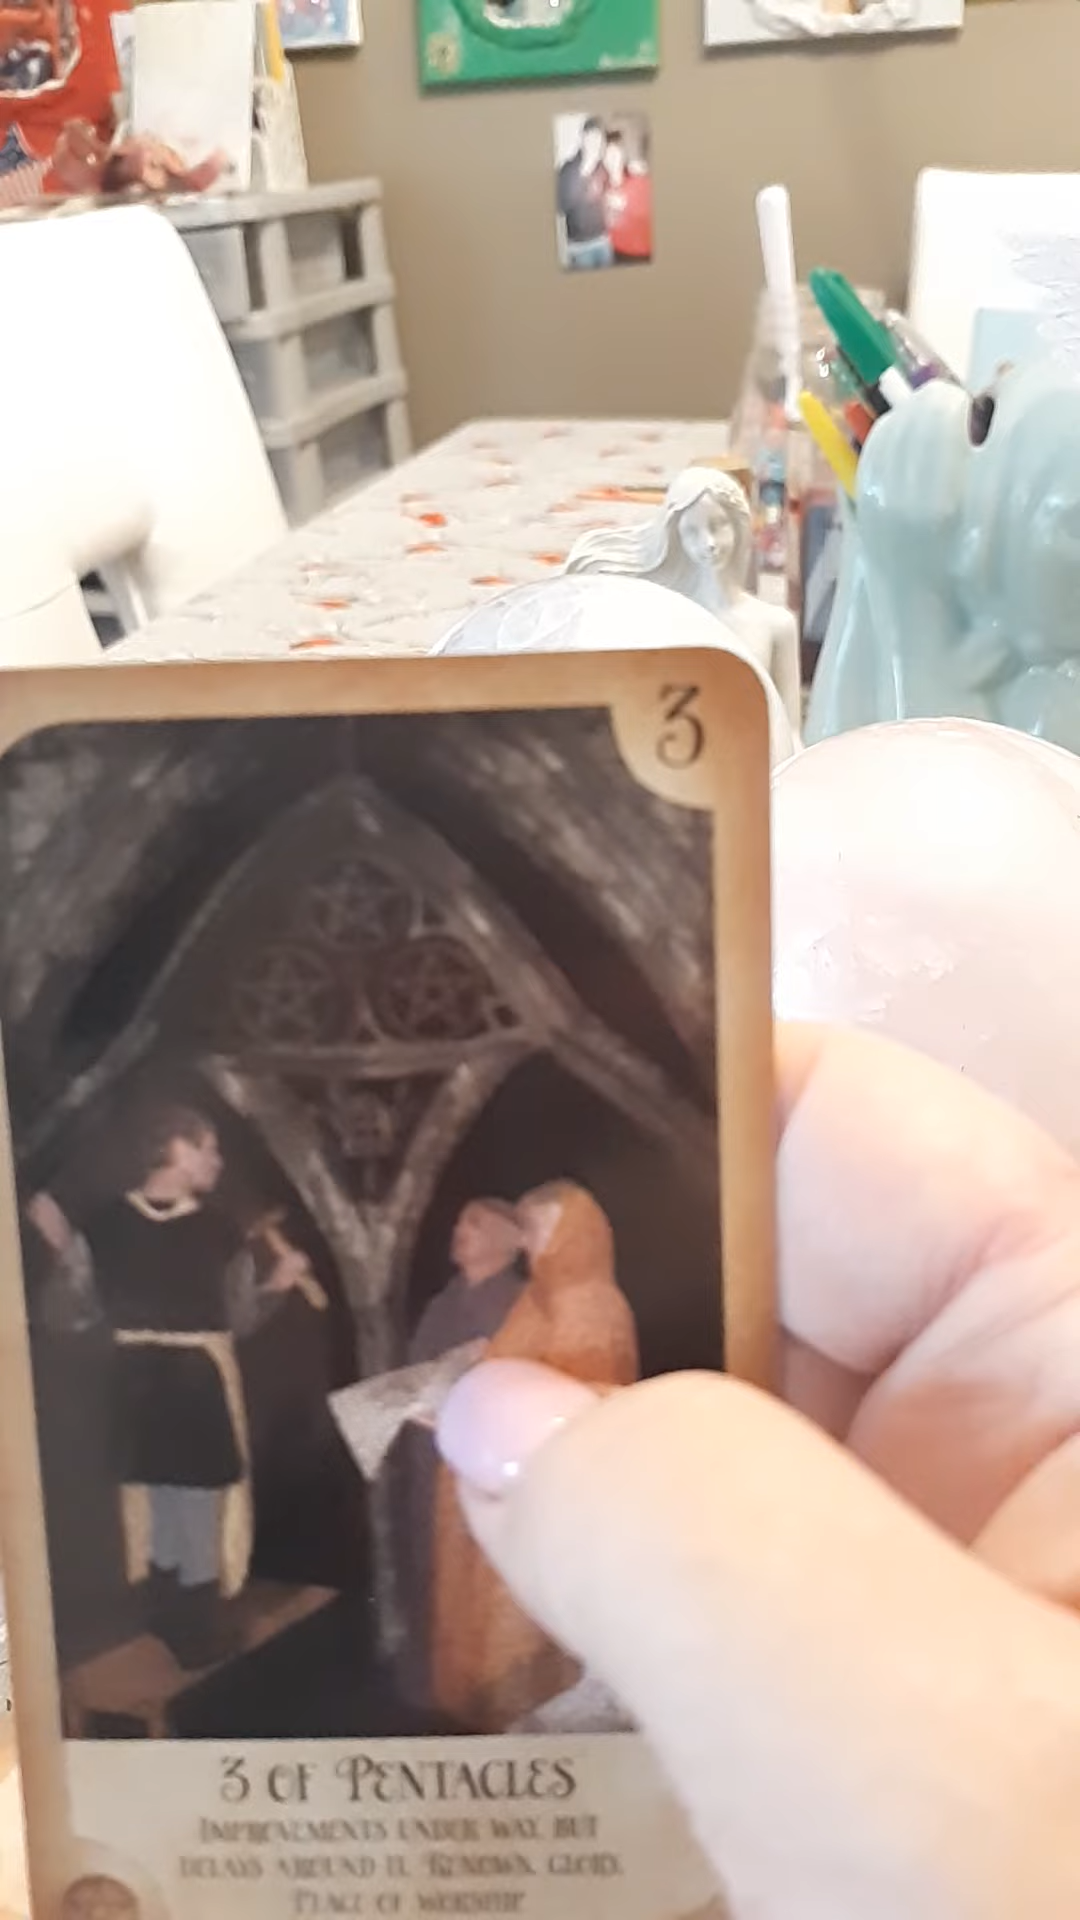 3
3 OF PENTACLES
IMPROVEMENTS UNDER WAY BUT
DELAYS AROUND IT. RENOWN. GLORY.
PLACE OF WORSHIP